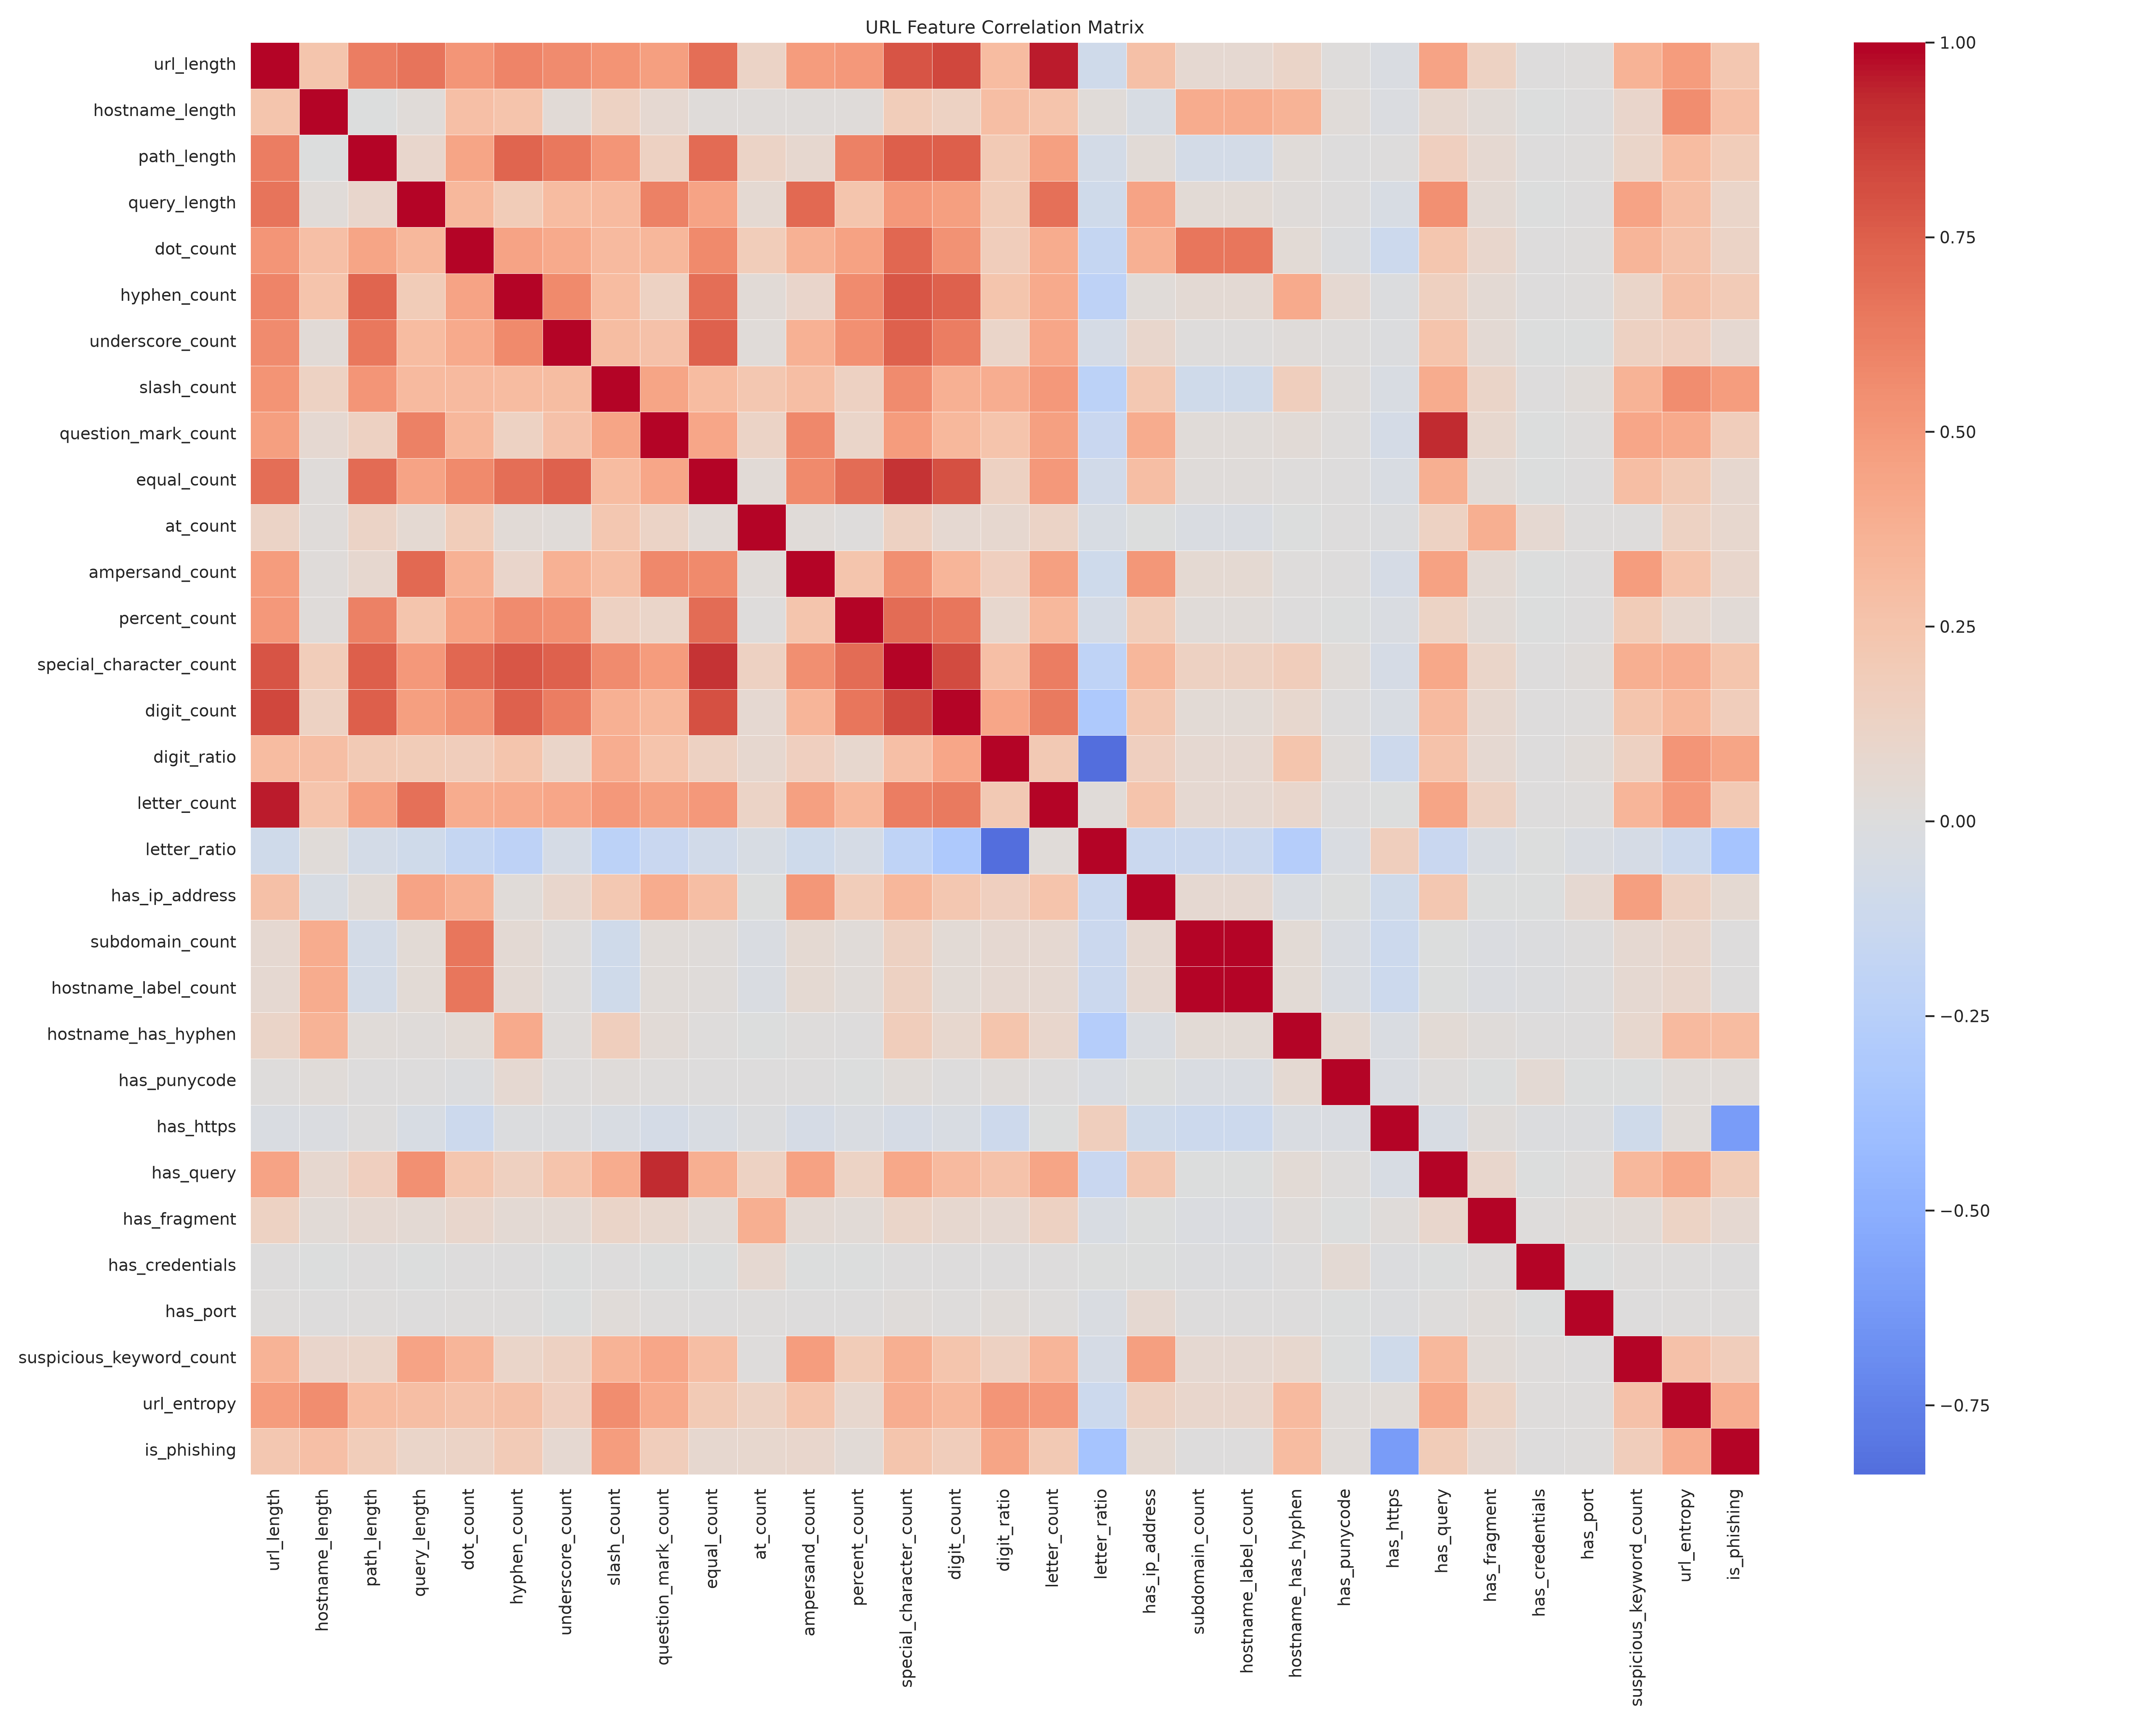 URL Feature Correlation Matrix
url_length
hostname_length
path_length
query_length
dot_count
hyphen_count
underscore_count
slash_count
question_mark_count
equal_count
at_count
ampersand_count
percent_count
special_character_count
digit_count
digit_ratio
letter_count
letter_ratio
has_ip_address
subdomain_count
hostname_label_count
hostname_has_hyphen
has_punycode
has_https
has_query
has_fragment
has_credentials
has_port
suspicious_keyword_count
url_entropy
is_phishing
url_length
hostname_length
path_length
query_length
dot_count
hyphen_count
underscore_count
slash_count
question_mark_count
equal_count
at_count
ampersand_count
percent_count
special_character_count
digit_count
digit_ratio
letter_count
letter_ratio
has_ip_address
subdomain_count
hostname_label_count
hostname_has_hyphen
has_punycode
has_https
has_query
has_fragment
has_credentials
has_port
suspicious_keyword_count
url_entropy
is_phishing
1.00
0.75
0.50
0.25
0.00
−0.25
−0.50
−0.75